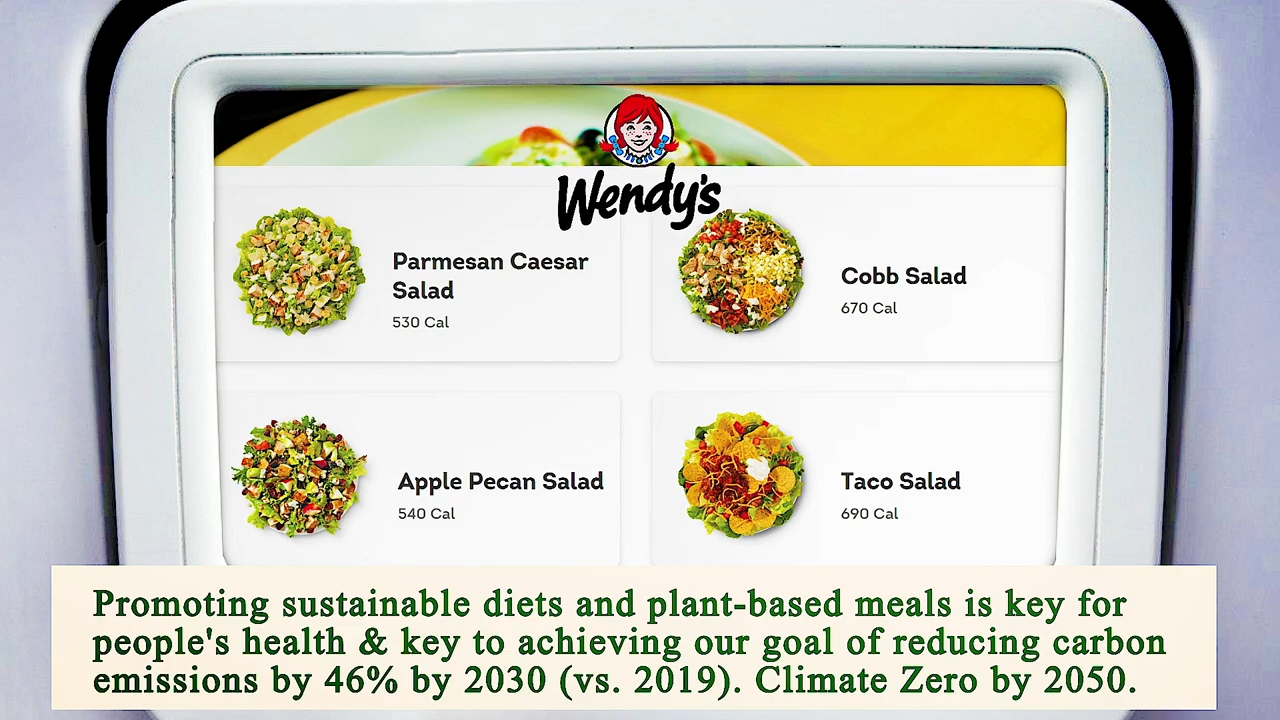 Wendy's
Parmesan Caesar
Salad
530 Cal
Cobb Salad
670 Cal
Apple Pecan Salad
540 Cal
Taco Salad
690 Cal
Promoting sustainable diets and plant-based meals is key for
people's health & key to achieving our goal of reducing carbon
emissions by 46% by 2030 (vs. 2019). Climate Zero by 2050.